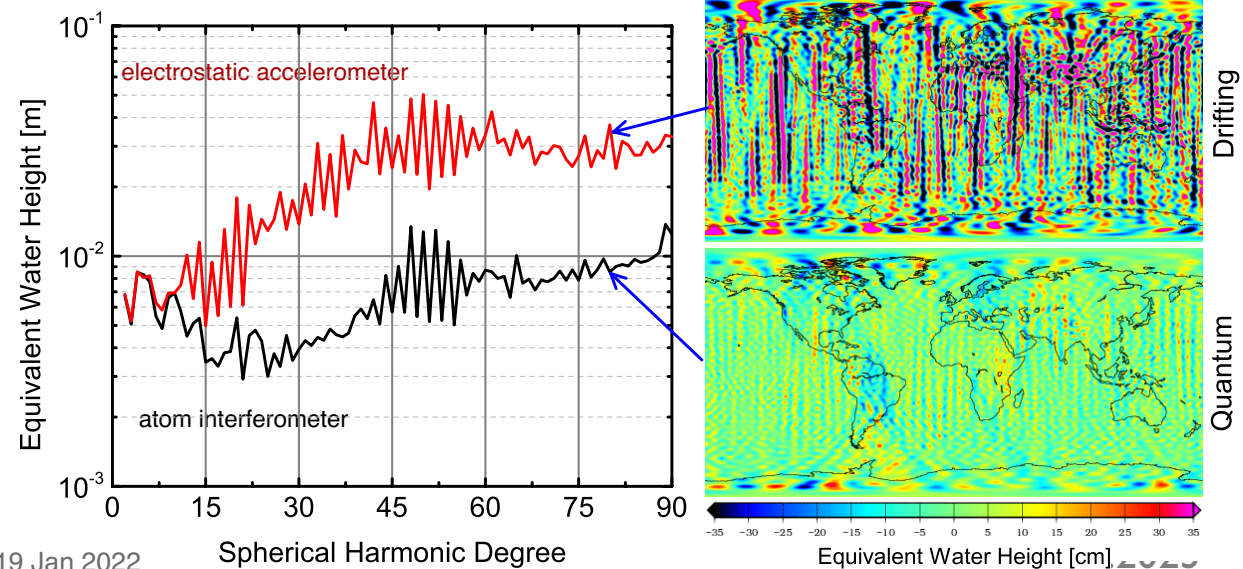 10-1
electrostatic accelerometer
Equivalent Water Height [m]
10-2
atom interferometer
10-3
0 15 30 45 60 75 90
Spherical Harmonic Degree
19 Jan 2022
Drifting
Quantum
−35 −30 −25 −20 −15 −10 −5 0 5 10 15 20 25 30 35
Equivalent Water Height [cm]